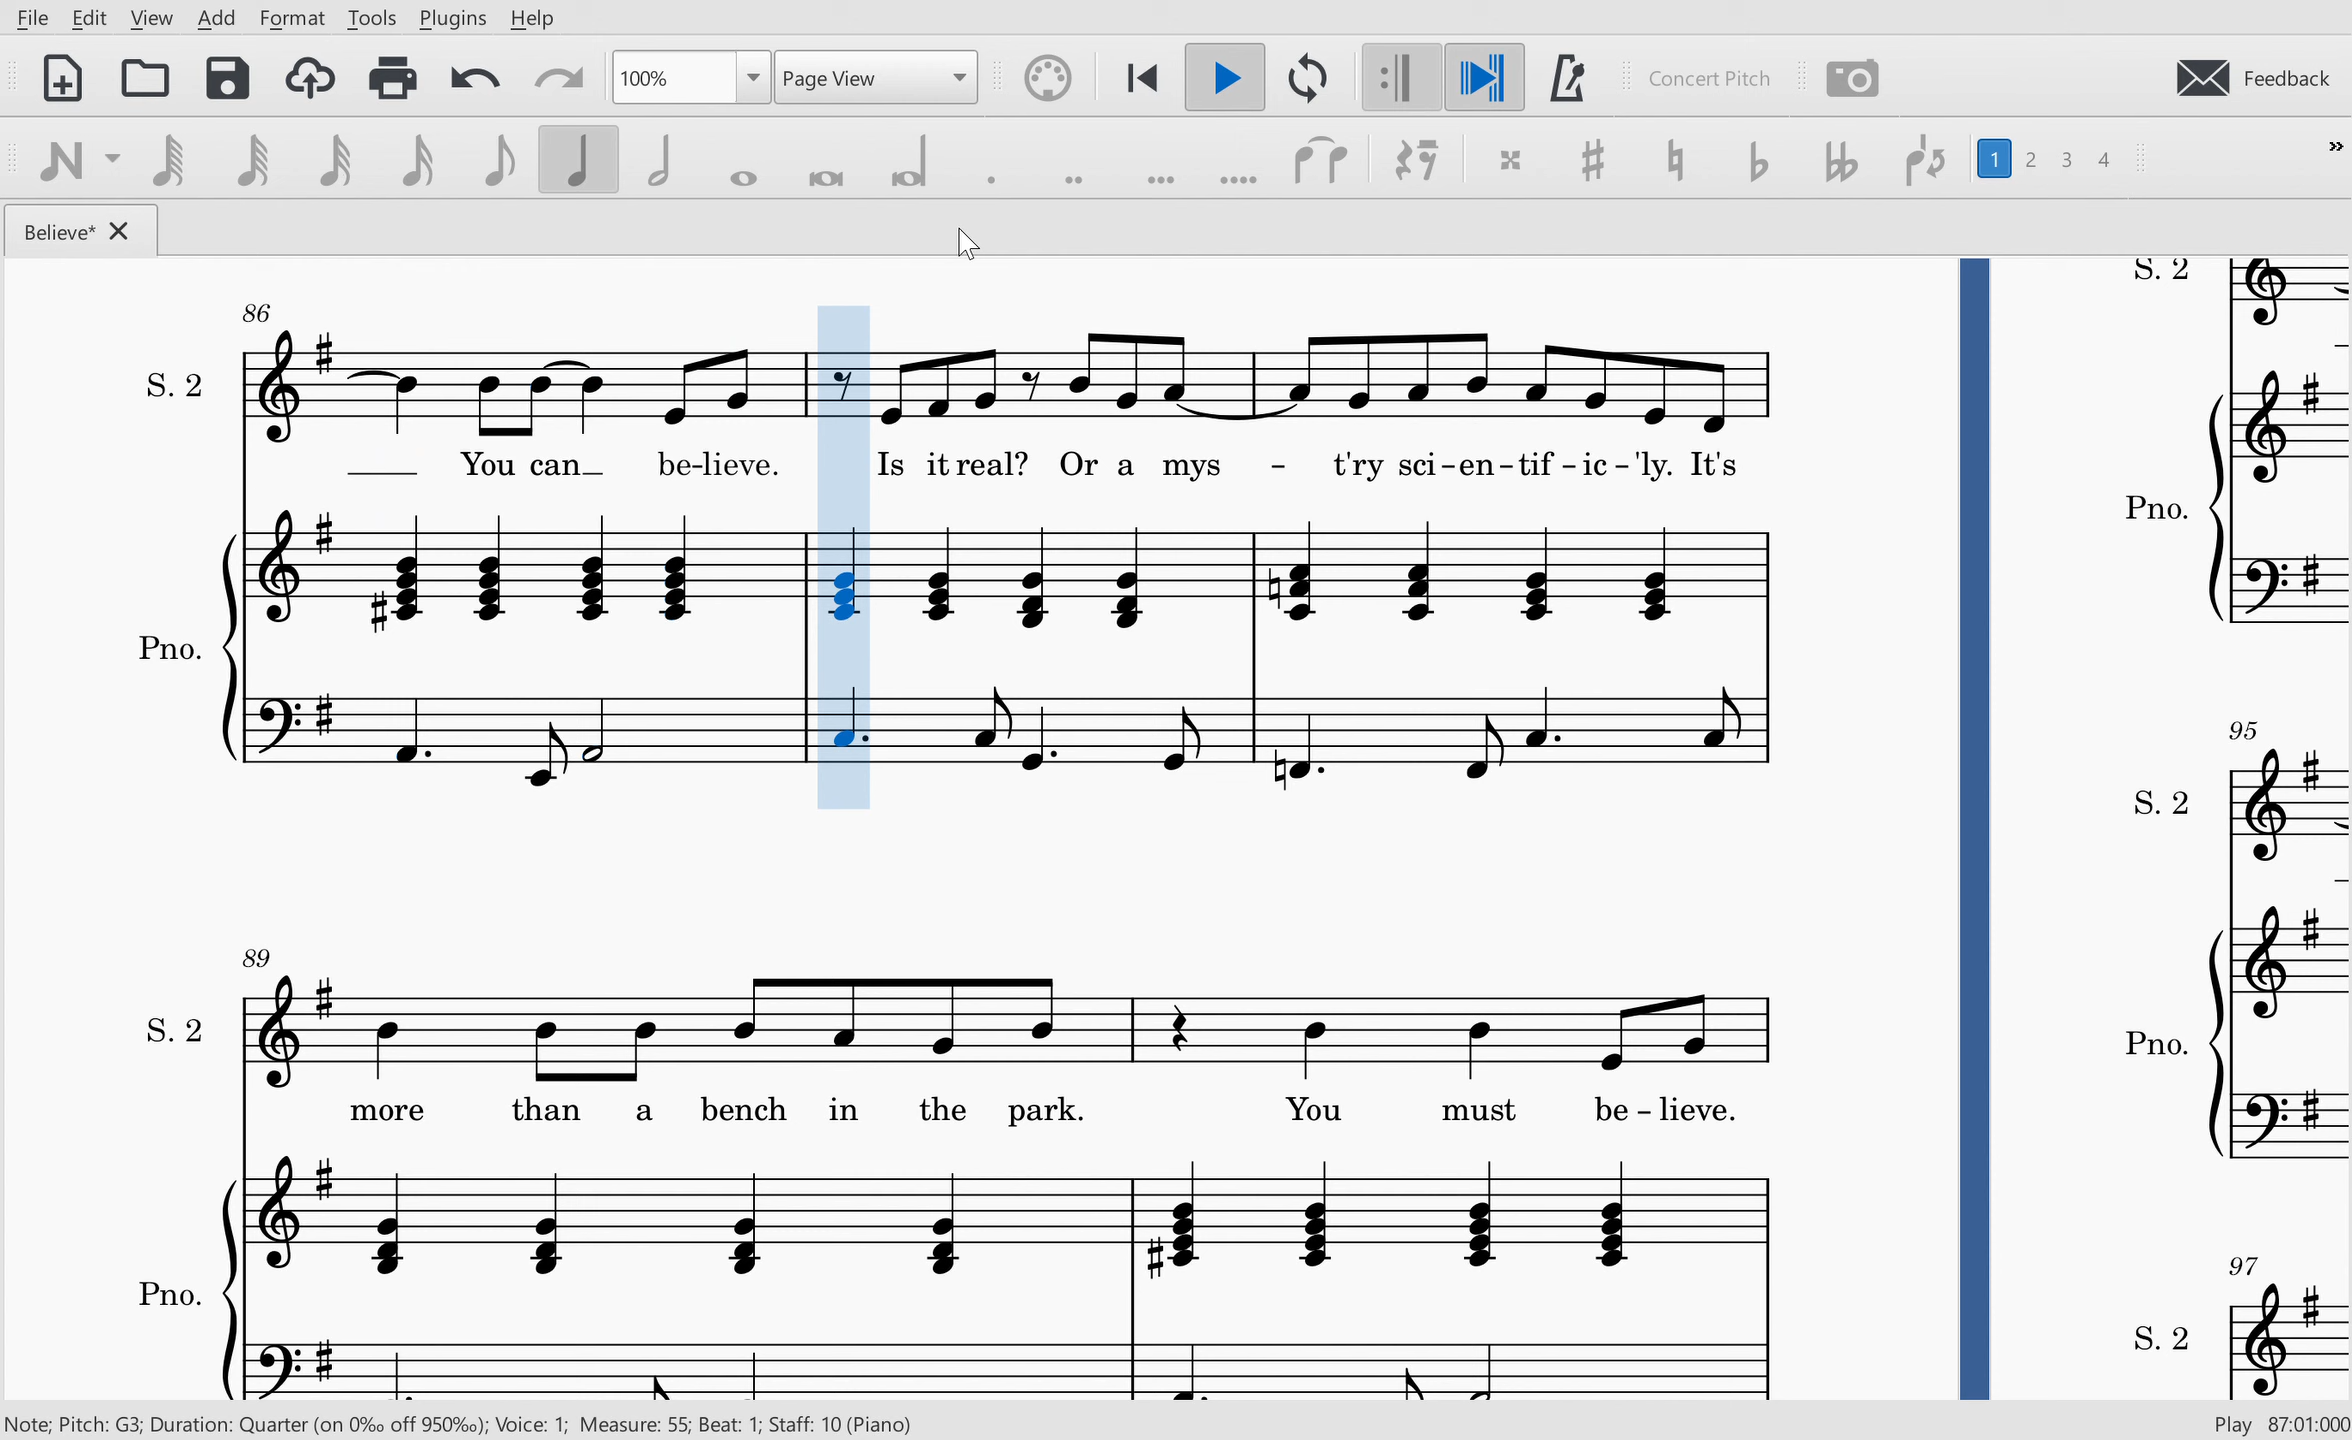 File Edit View Add Format Tools Plugins Help
100% Page View Concert Pitch Feedback
1 2 3 4
Believe*
86
S. 2
You can be-lieve. Is it real? Or a mys - t'ry sci-en-tif-ic-'ly. It's
Pno.
89
S. 2
more than a bench in the park. You must be-lieve.
Pno.
S. 2
Pno.
95
S. 2
Pno.
97
S. 2
Note; Pitch: G3; Duration: Quarter (on 0‰ off 950‰); Voice: 1; Measure: 55; Beat: 1; Staff: 10 (Piano) Play 87:01:000